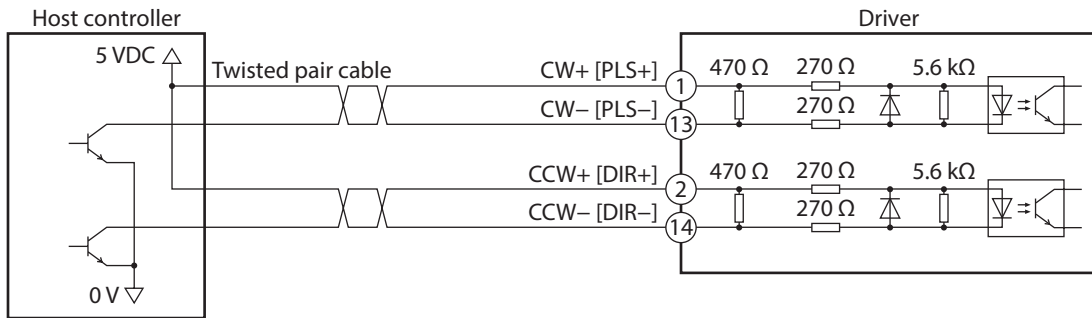 Host controller
Driver
5 VDC
Twisted pair cable
CW+ [PLS+]
1
470 Ω
270 Ω
5.6 kΩ
CW− [PLS−]
13
270 Ω
CCW+ [DIR+]
2
470 Ω
270 Ω
5.6 kΩ
CCW− [DIR−]
14
270 Ω
0 V